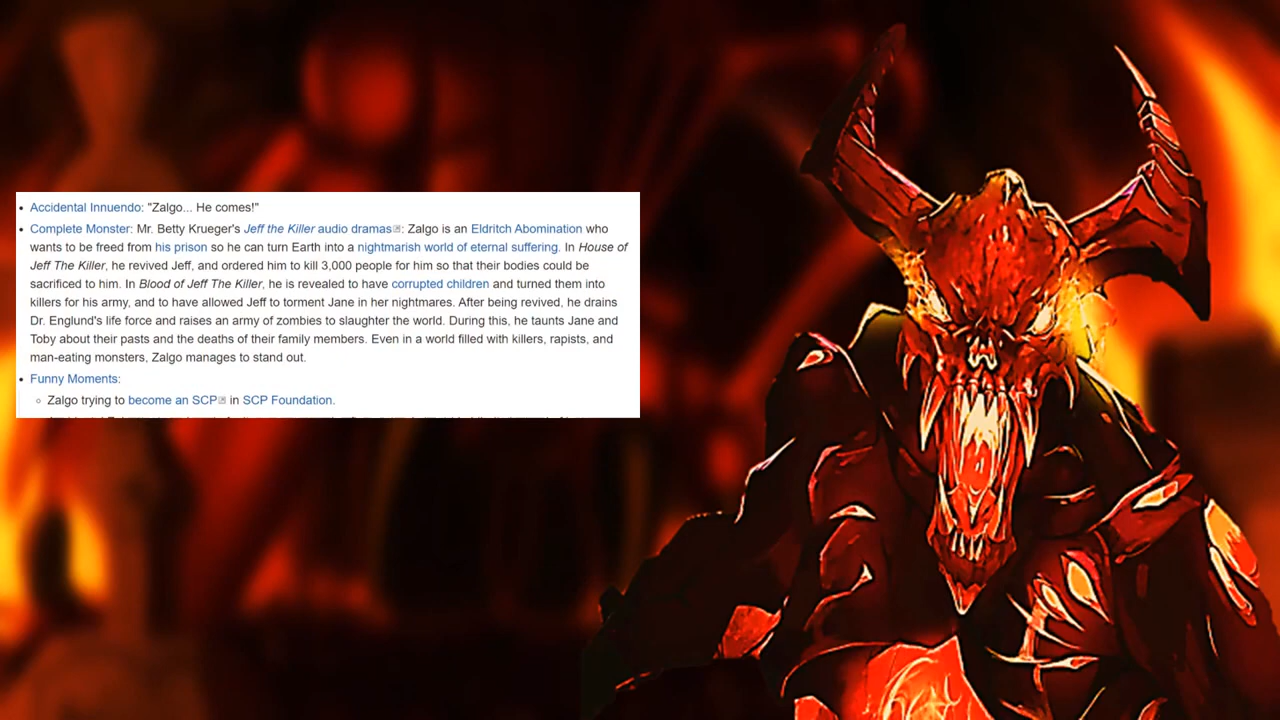 • Accidental Innuendo: "Zalgo... He comes!"
• Complete Monster: Mr. Betty Krueger's Jeff the Killer audio dramas: Zalgo is an Eldritch Abomination who
wants to be freed from his prison so he can turn Earth into a nightmarish world of eternal suffering. In House of
Jeff The Killer, he revived Jeff, and ordered him to kill 3,000 people for him so that their bodies could be
sacrificed to him. In Blood of Jeff The Killer, he is revealed to have corrupted children and turned them into
killers for his army, and to have allowed Jeff to torment Jane in her nightmares. After being revived, he drains
Dr. Englund's life force and raises an army of zombies to slaughter the world. During this, he taunts Jane and
Toby about their pasts and the deaths of their family members. Even in a world filled with killers, rapists, and
man-eating monsters, Zalgo manages to stand out.
• Funny Moments:
◦ Zalgo trying to become an SCP in SCP Foundation.